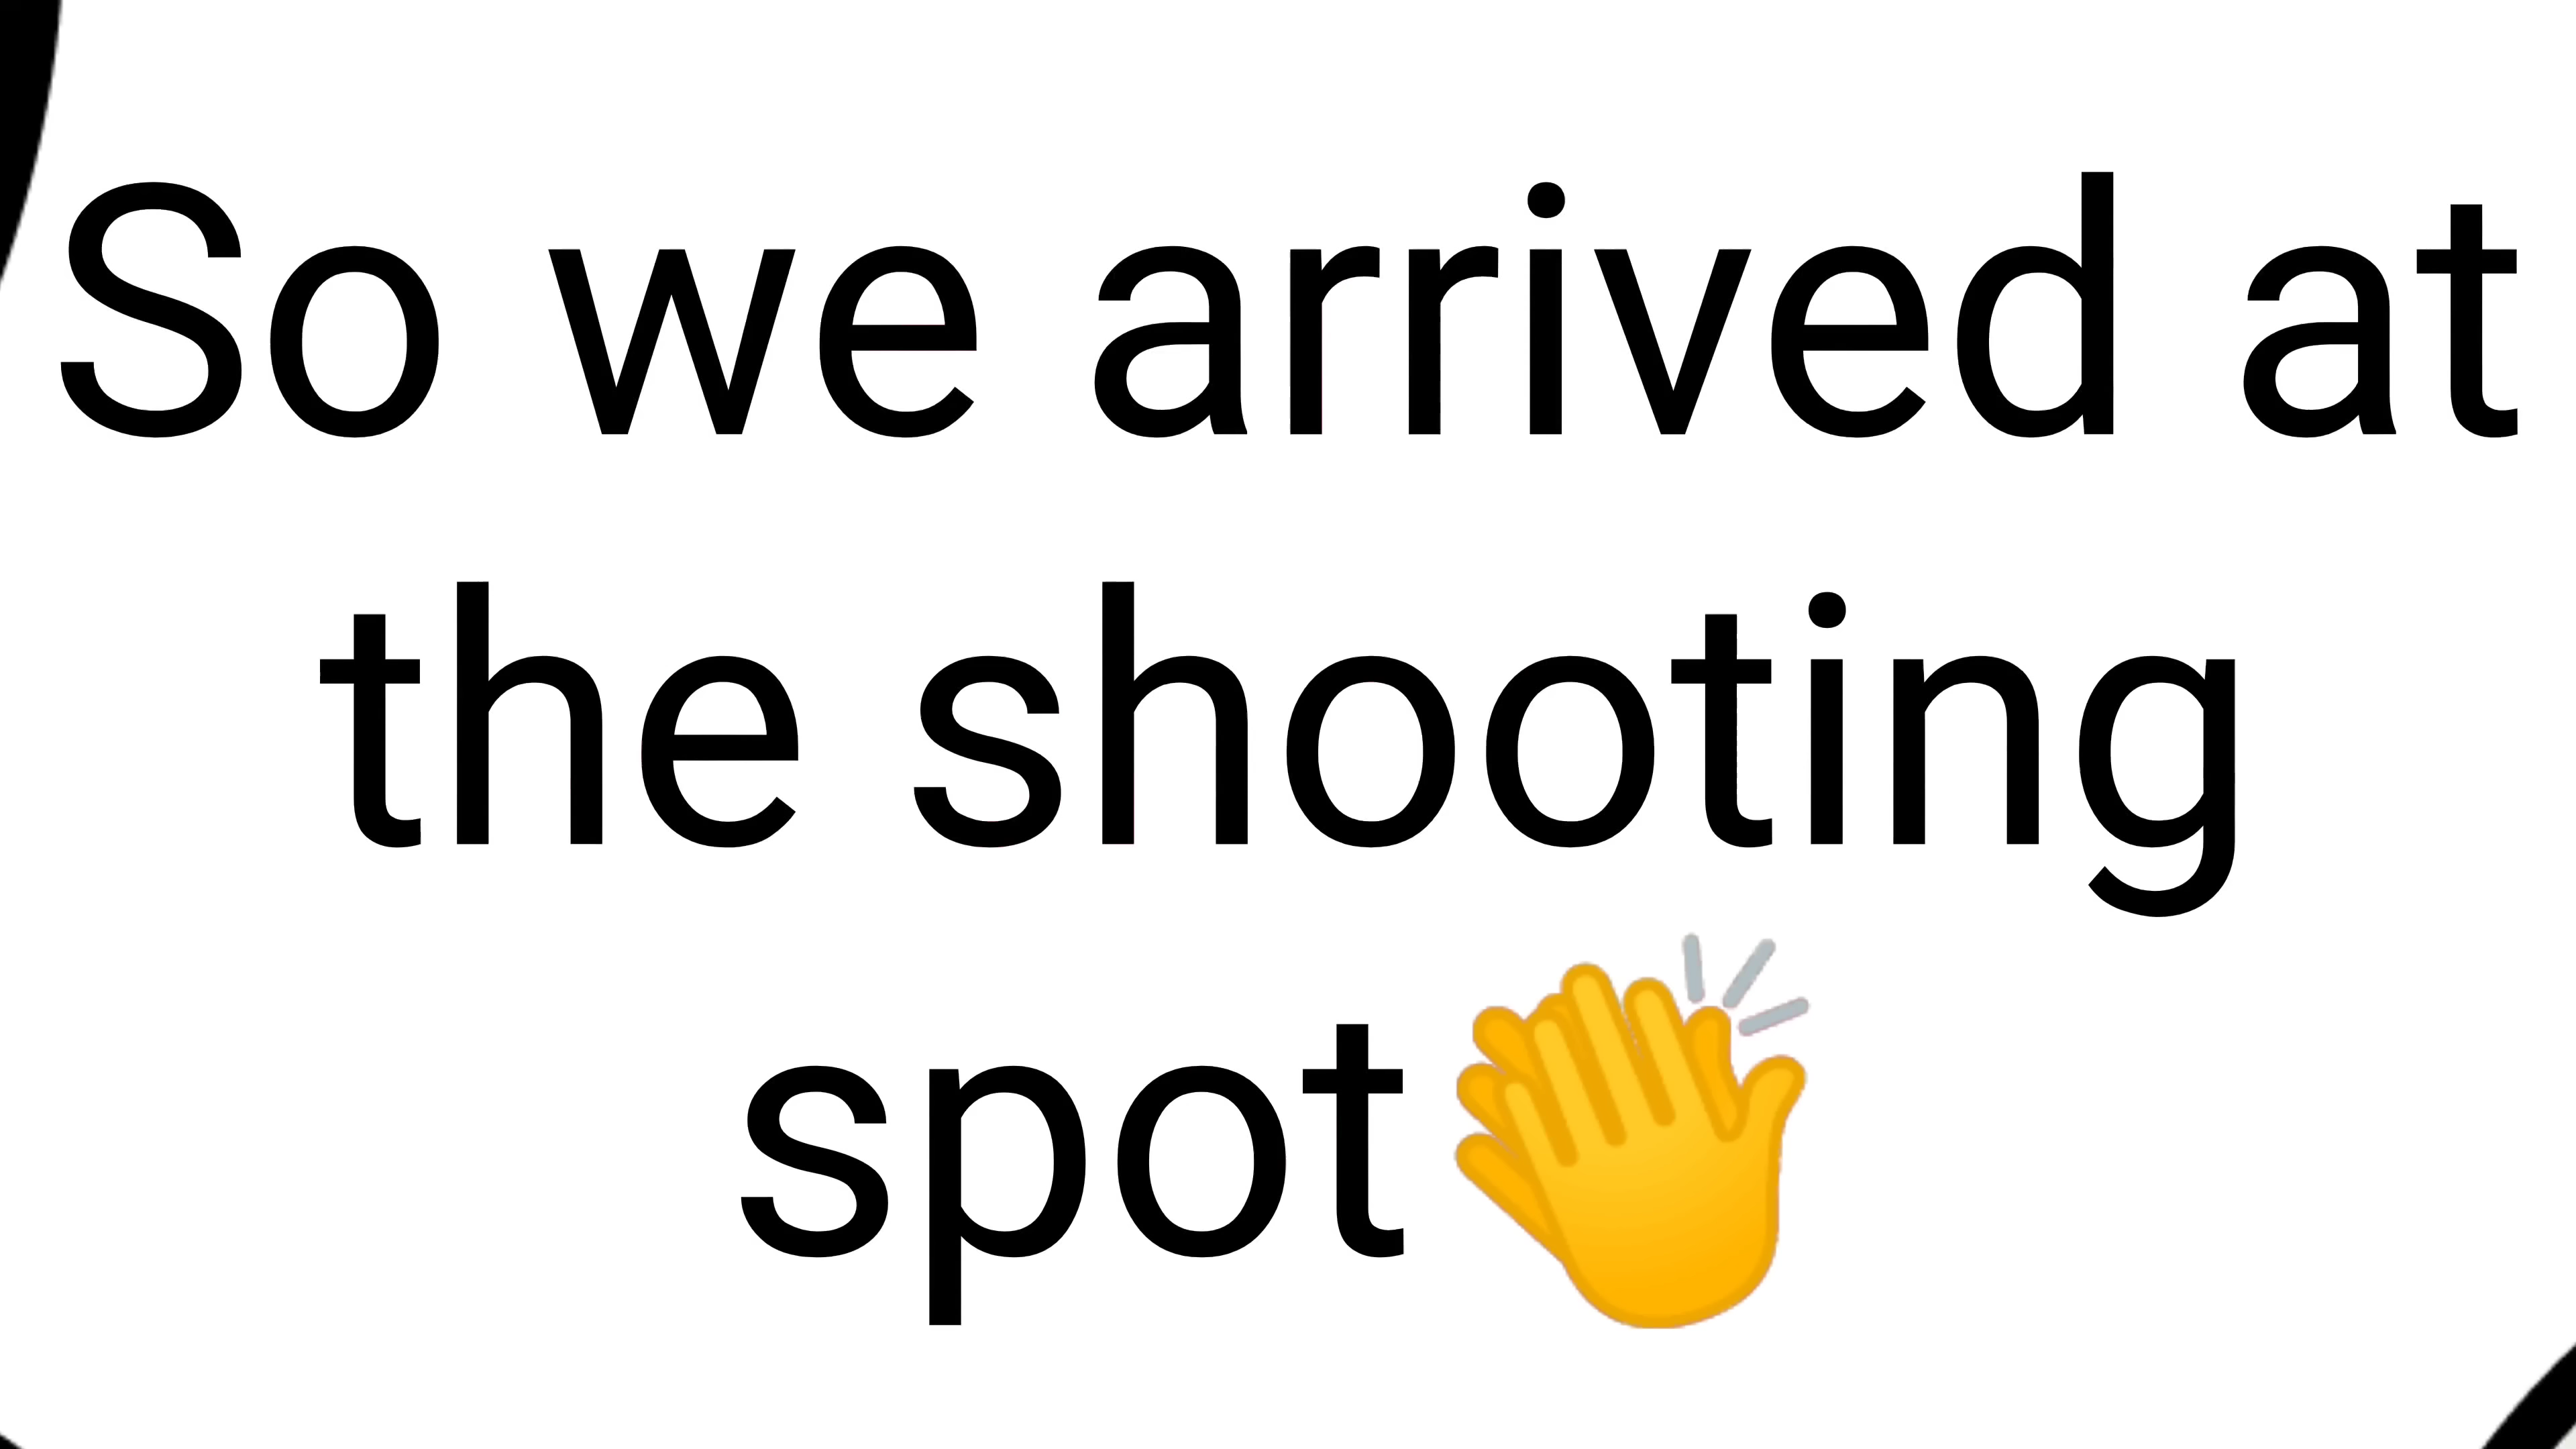 So we arrived at
the shooting
spot👏